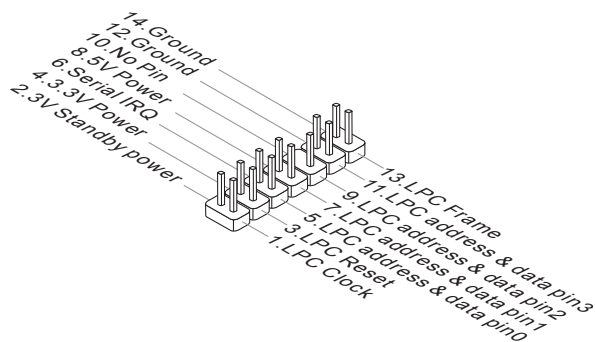 14.Ground
12.Ground
10.No Pin
8.5V Power
6.Serial IRQ
4.3.3V Power
2.3V Standby power
13.LPC Frame
11.LPC address & data pin3
9.LPC address & data pin2
7.LPC address & data pin1
5.LPC address & data pin0
3.LPC Reset
1.LPC Clock